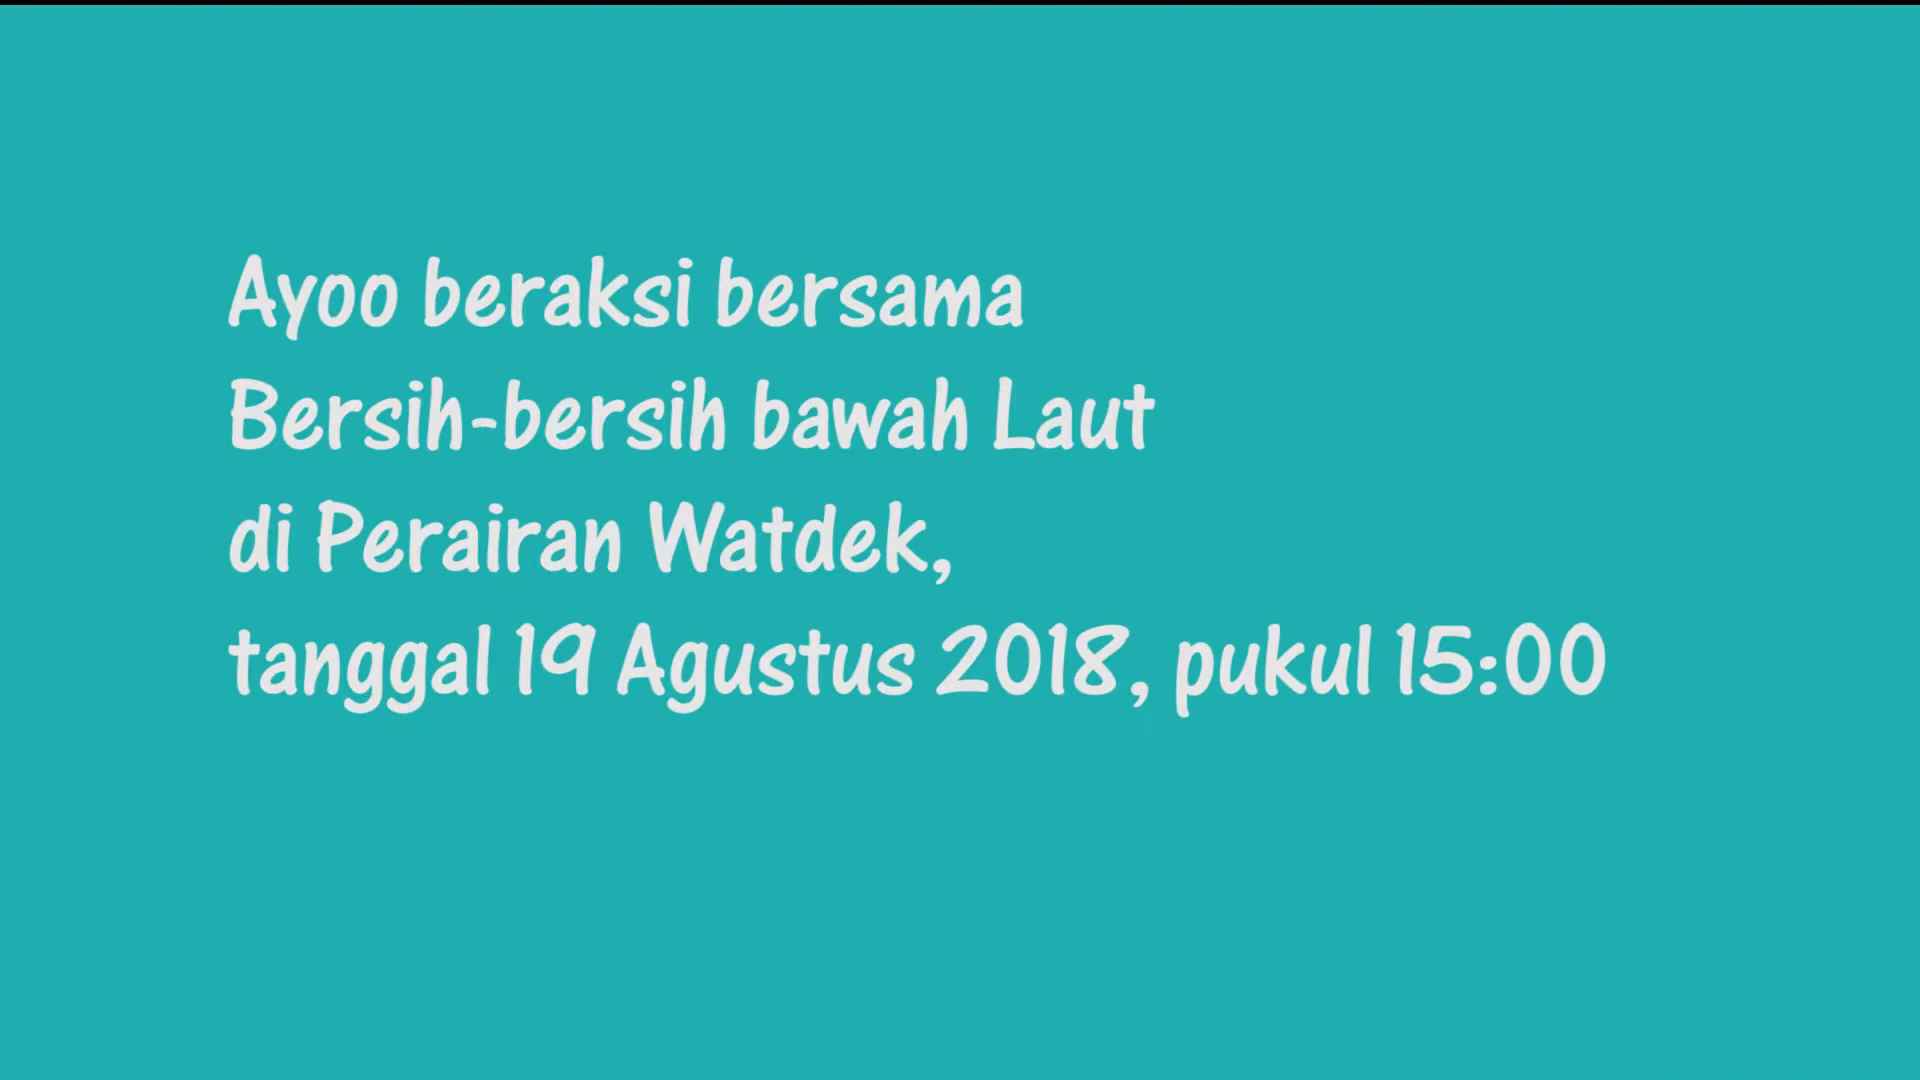 Ayoo beraksi bersama
Bersih-bersih bawah Laut
di Perairan Watdek,
tanggal 19 Agustus 2018, pukul 15:00